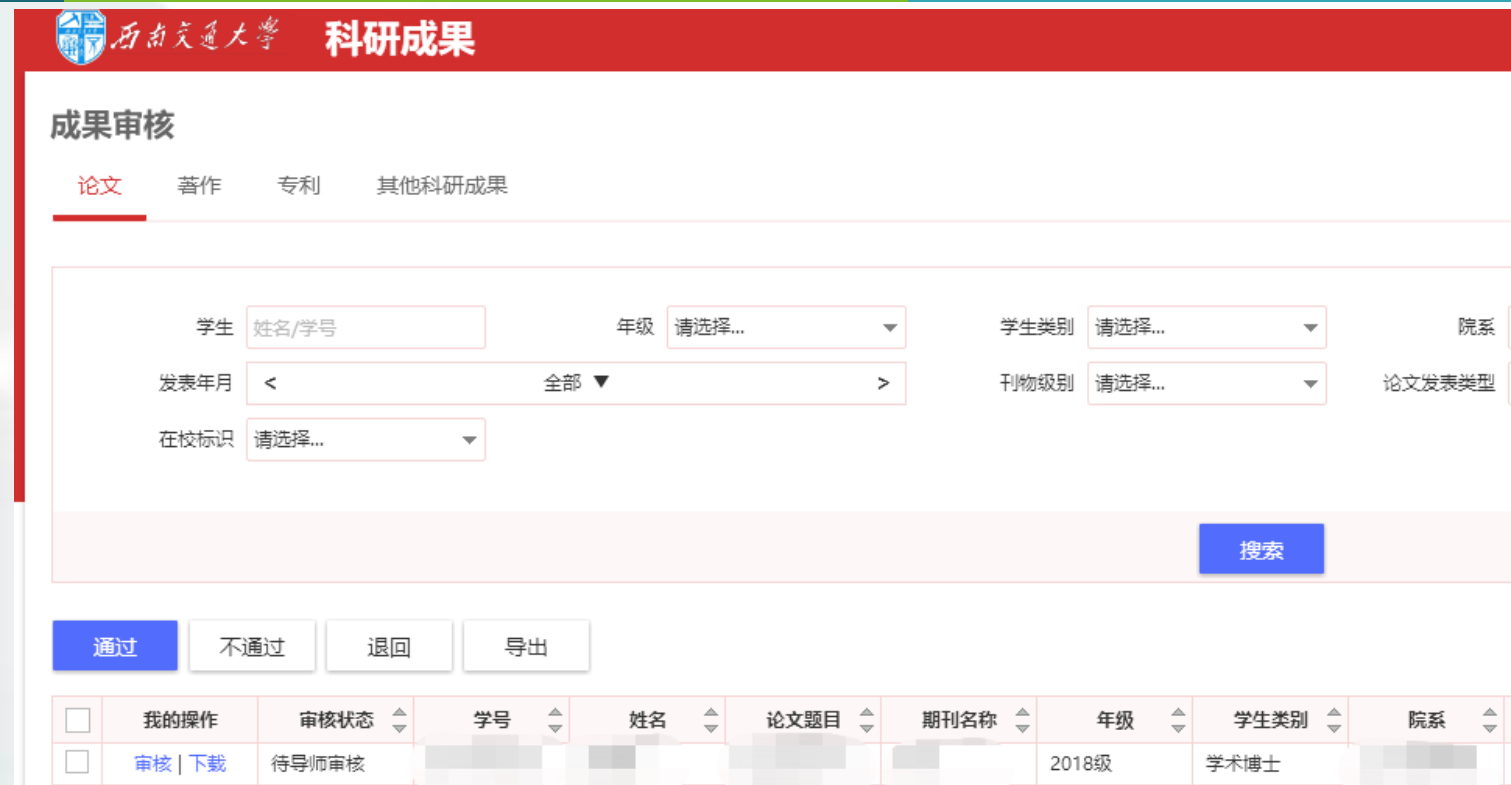 西南交通大学 科研成果
成果审核
论文 著作 专利 其他科研成果
学生 姓名/学号 年级 请选择... 学生类别 请选择... 院系
发表年月 < 全部 ▼ > 刊物级别 请选择... 论文发表类型
在校标识 请选择...
搜索
通过 不通过 退回 导出
我的操作 审核状态 学号 姓名 论文题目 期刊名称 年级 学生类别 院系
审核 | 下载 待导师审核 2018级 学术博士